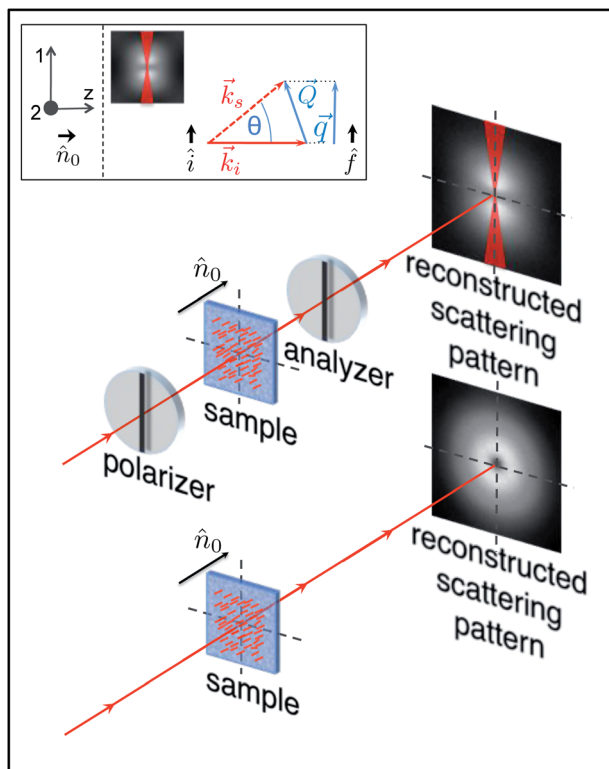 1
2
z
n̂₀
î
k⃗ₛ
θ
k⃗ᵢ
Q⃗
q⃗
f̂
n̂₀
polarizer
sample
analyzer
reconstructed
scattering
pattern
n̂₀
sample
reconstructed
scattering
pattern